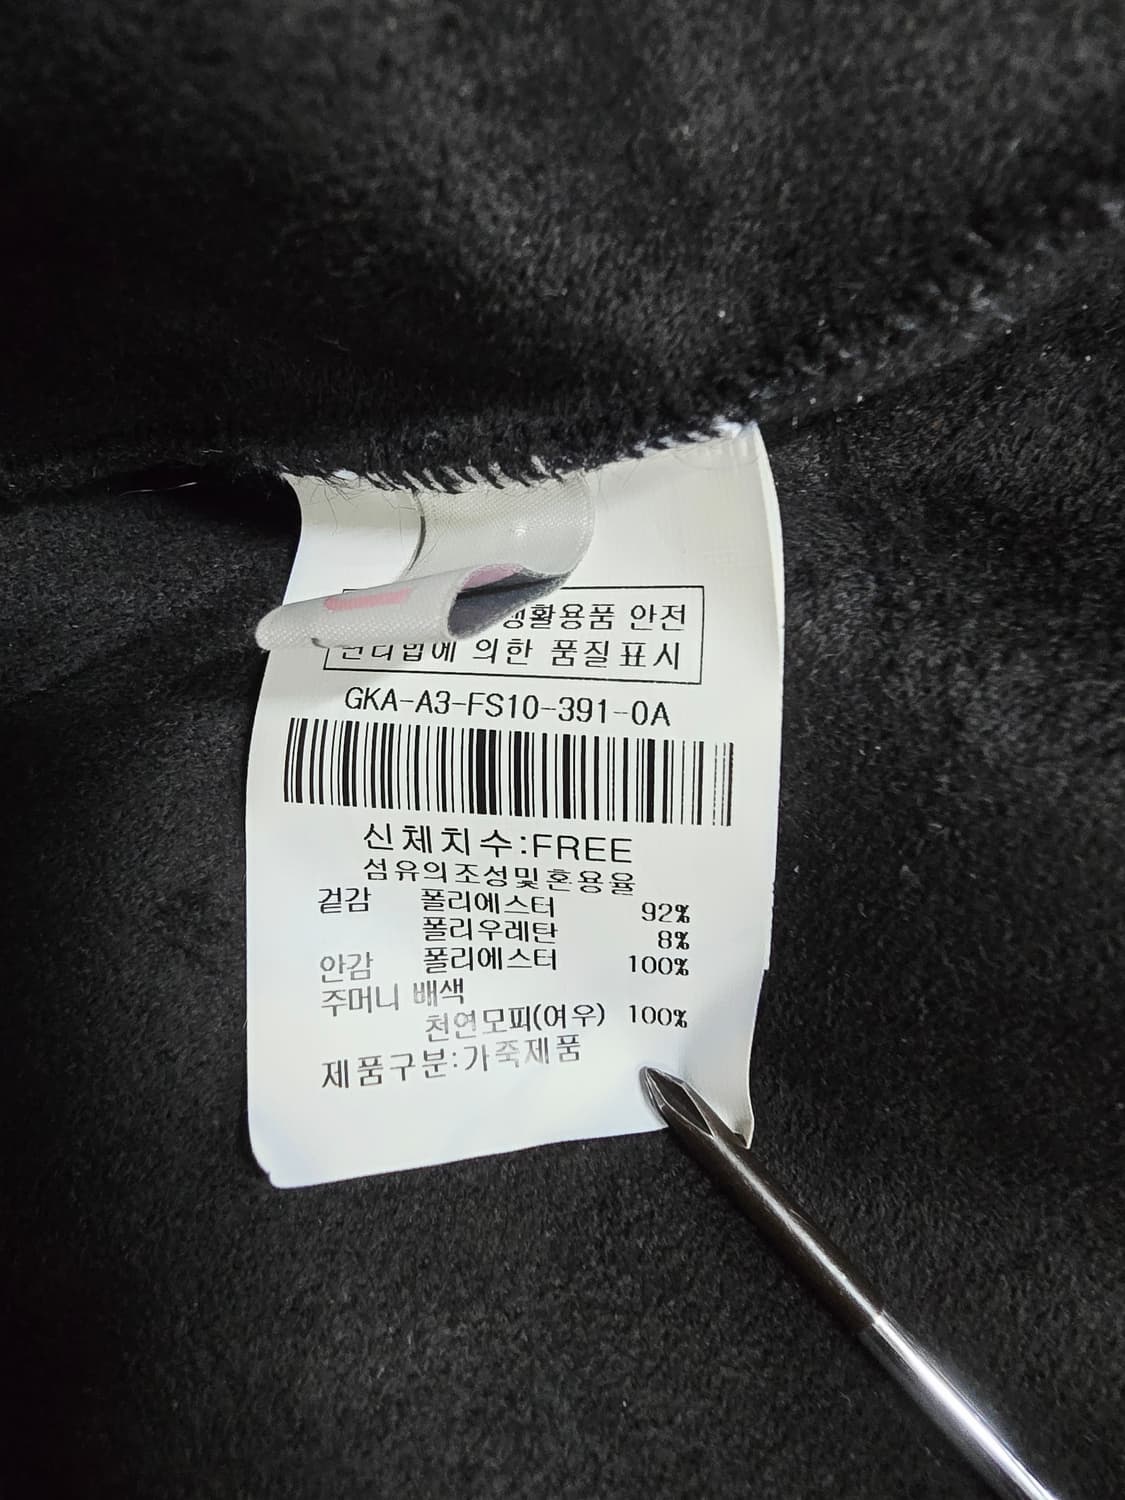 생활용품 안전
관리법에 의한 품질표시
GKA-A3-FS10-391-0A
신체치수:FREE
섬유의조성및혼용율
겉감 폴리에스터 92%
폴리우레탄 8%
안감 폴리에스터 100%
주머니 배색
천연모피(여우) 100%
제품구분:가죽제품